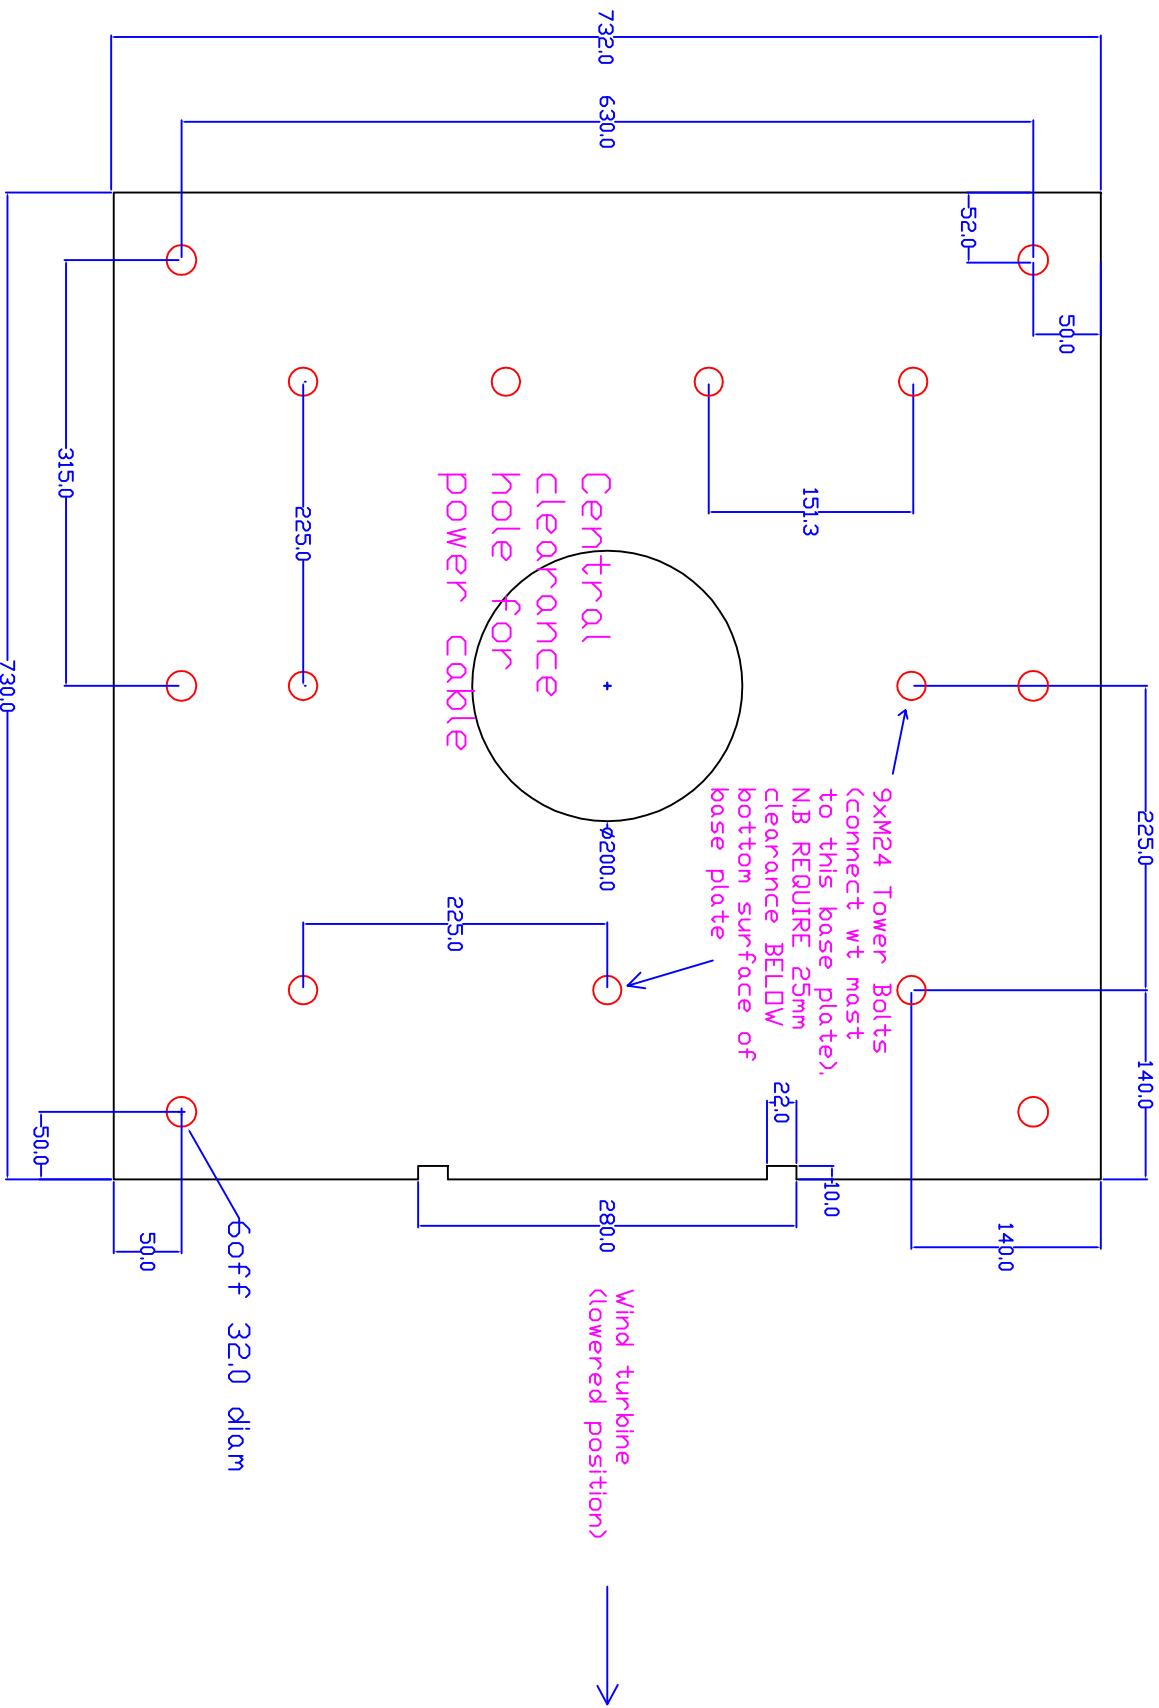 732.0
630.0
52.0
50.0
151.3
315.0
225.0
730.0
Central
clearance
hole for
power cable
ø200.0
9xM24 Tower Bolts
(connect wt mast
to this base plate).
N.B REQUIRE 25mm
clearance BELOW
bottom surface of
base plate
225.0
140.0
225.0
22.0
10.0
280.0
140.0
50.0
50.0
6off 32.0 diam
Wind turbine
(lowered position)